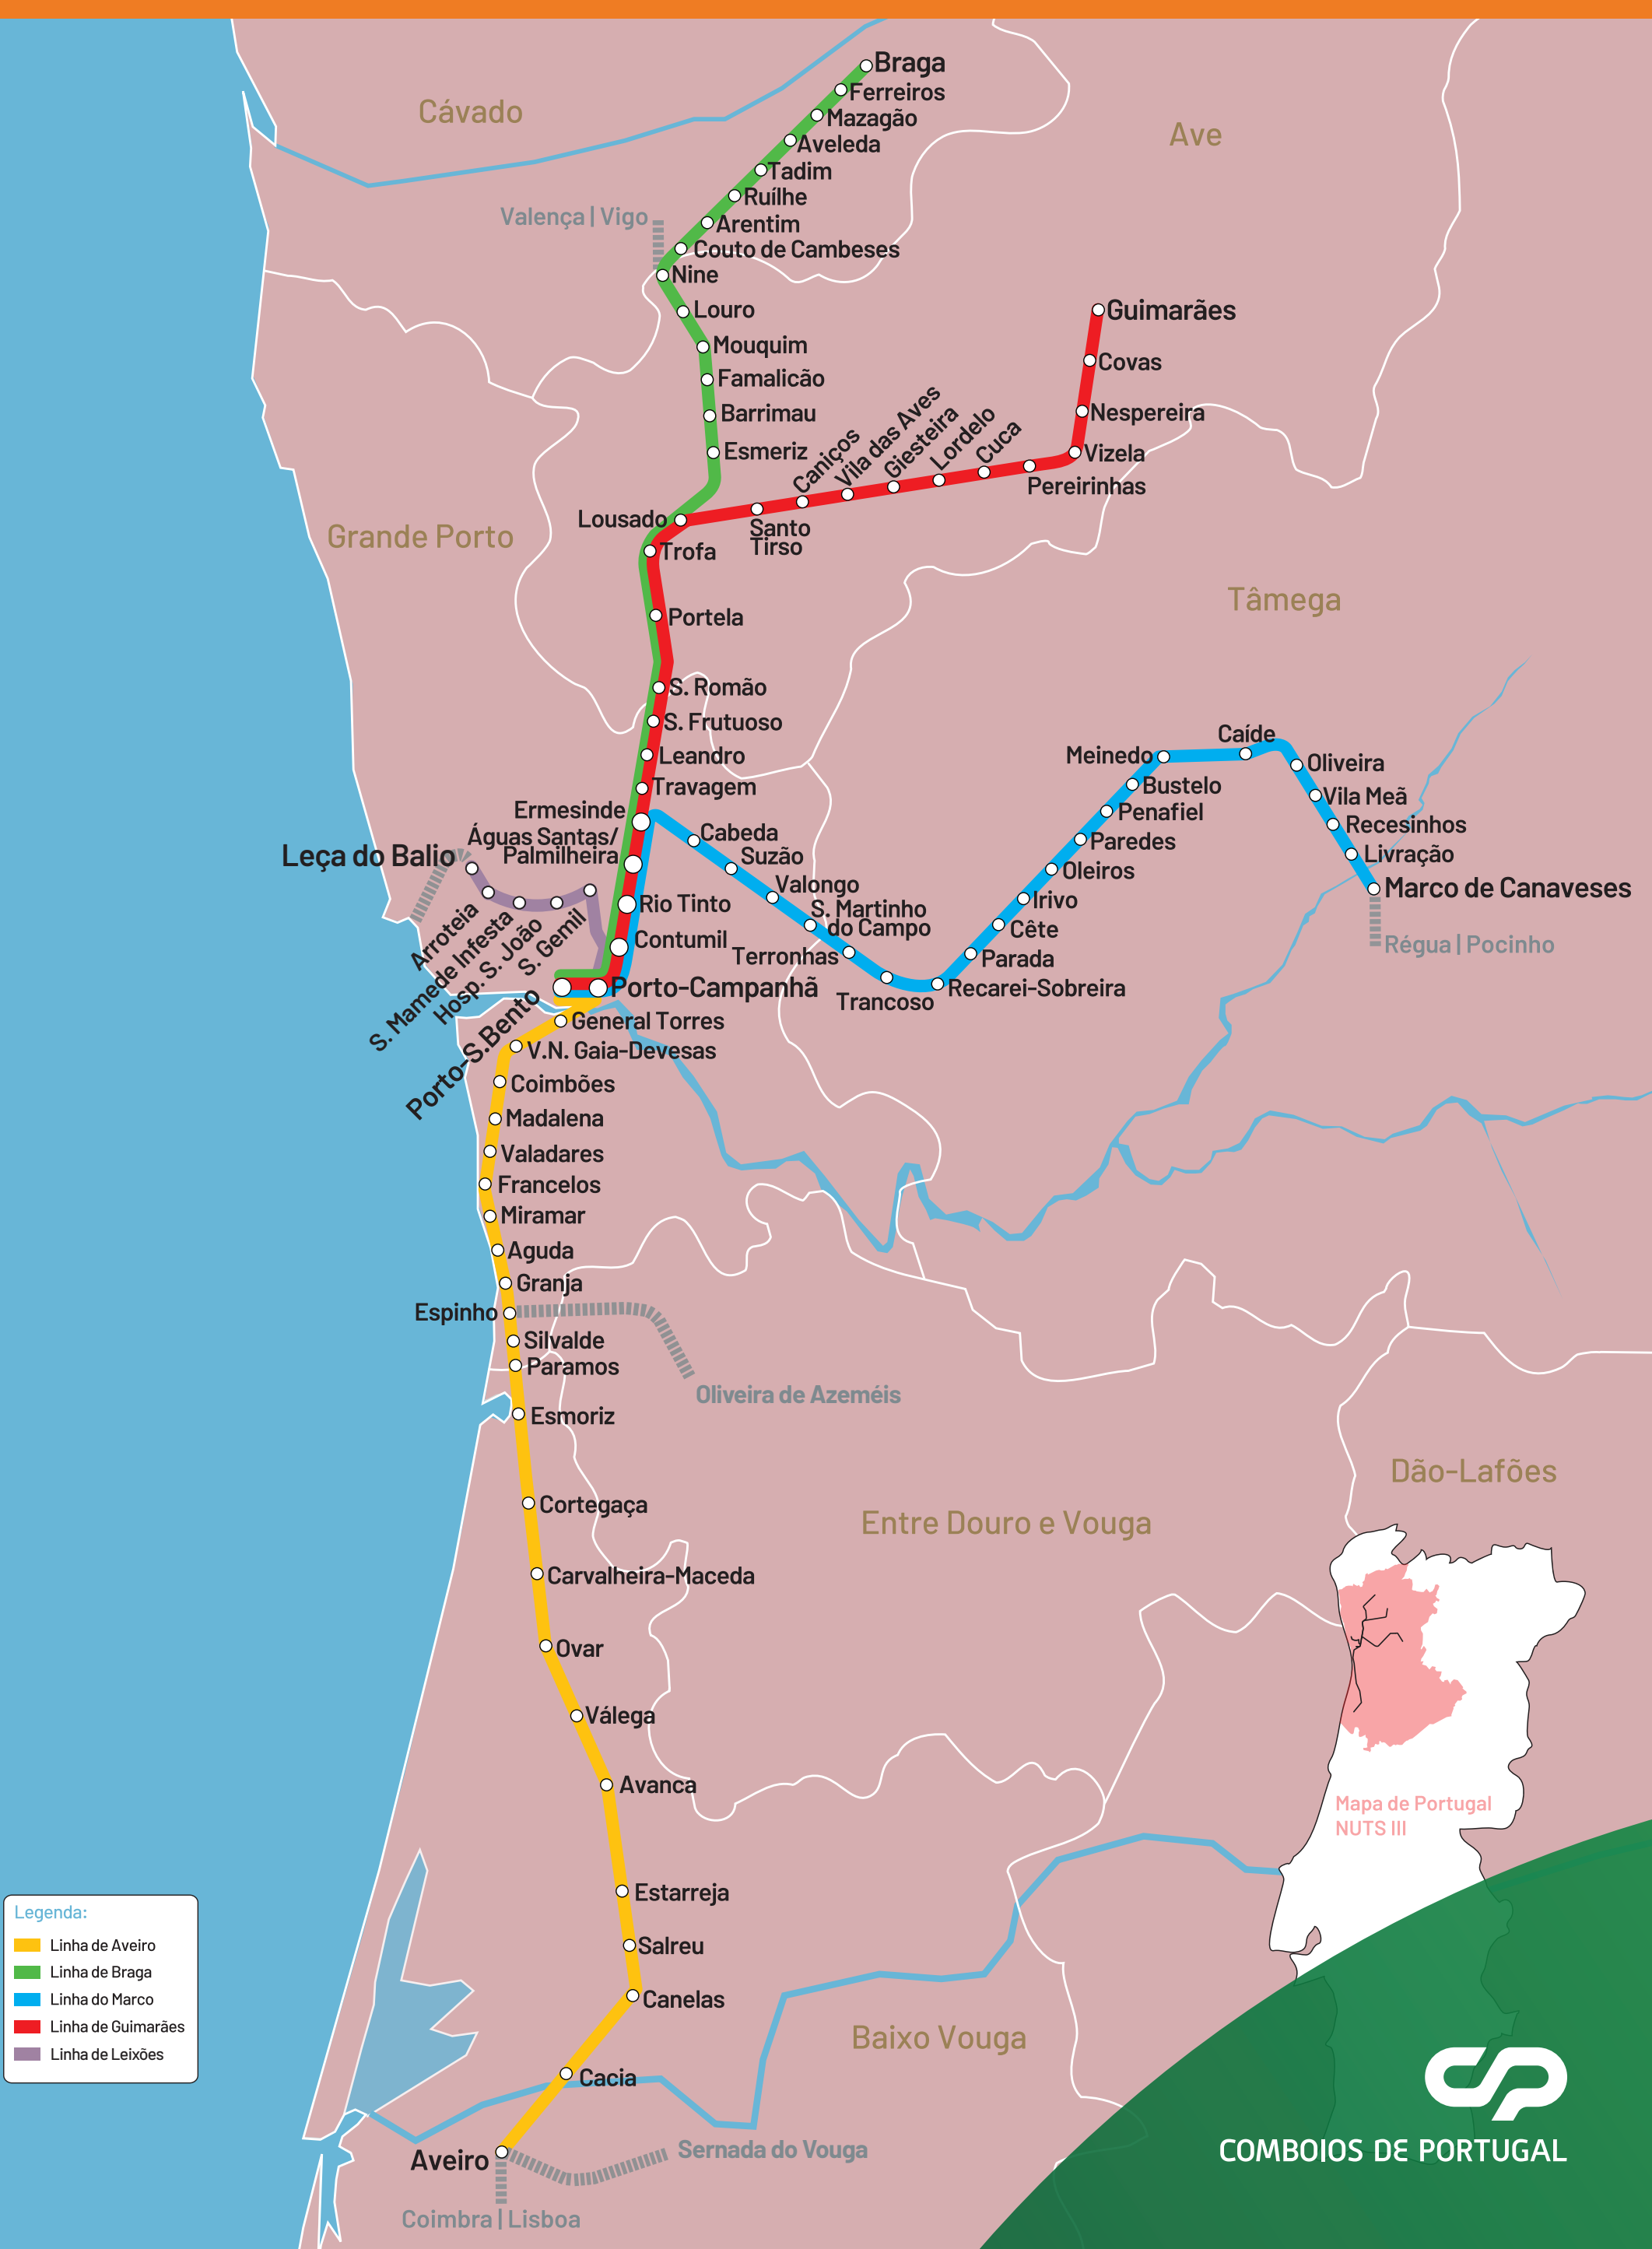 Braga
Ferreiros
Cávado
Mazagão
Ave
Aveleda
Tadim
Ruílhe
Valença | Vigo
Arentim
Couto de Cambeses
Nine
Louro
Guimarães
Mouquim
Covas
Famalicão
Barrimau
Nespereira
Esmeriz
Vizela
Caniços
Vila das Aves
Giesteira
Lordelo
Cuca
Pereirinhas
Lousado
Santo
Tirso
Grande Porto
Trofa
Tâmega
Portela
S. Romão
S. Frutuoso
Caíde
Leandro
Meinedo
Oliveira
Travagem
Bustelo
Vila Meã
Ermesinde
Penafiel
Recesinhos
Águas Santas/
Palmilheira
Cabeda
Paredes
Leça do Balio
Suzão
Livração
Oleiros
Valongo
Marco de Canaveses
Rio Tinto
S. Martinho
do Campo
Irivo
Arroteia
S. Mamede Infesta
Hosp. S. João
S. Gemil
Contumil
Cête
Régua | Pocinho
Terronhas
Parada
Porto-Campanhã
Recarei-Sobreira
Trancoso
Porto-S.Bento
General Torres
V.N. Gaia-Devesas
Coimbões
Madalena
Valadares
Francelos
Miramar
Aguda
Granja
Espinho
Silvalde
Paramos
Oliveira de Azeméis
Esmoriz
Dão-Lafões
Cortegaça
Entre Douro e Vouga
Carvalheira-Maceda
Ovar
Válega
Avanca
Mapa de Portugal
NUTS III
Estarreja
Legenda:
Linha de Aveiro
Linha de Braga
Linha do Marco
Linha de Guimarães
Linha de Leixões
Salreu
Canelas
Baixo Vouga
Cacia
Aveiro
Sernada do Vouga
Coimbra | Lisboa
CP
COMBOIOS DE PORTUGAL